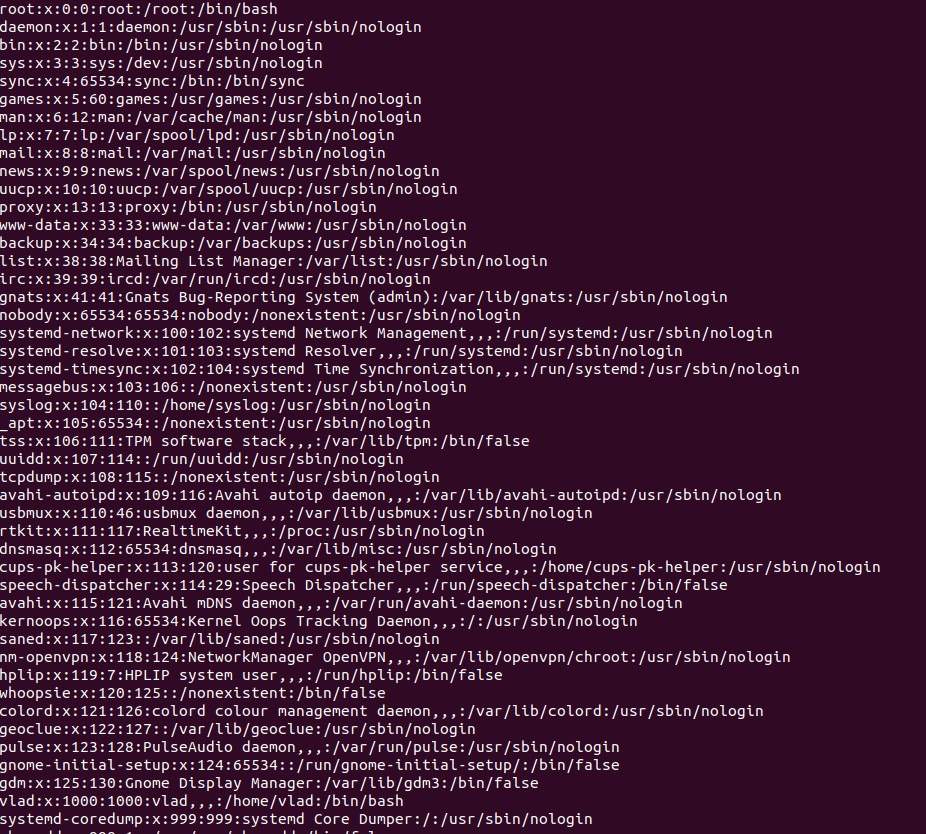 root:x:0:0:root:/root:/bin/bash
daemon:x:1:1:daemon:/usr/sbin:/usr/sbin/nologin
bin:x:2:2:bin:/bin:/usr/sbin/nologin
sys:x:3:3:sys:/dev:/usr/sbin/nologin
sync:x:4:65534:sync:/bin:/bin/sync
games:x:5:60:games:/usr/games:/usr/sbin/nologin
man:x:6:12:man:/var/cache/man:/usr/sbin/nologin
lp:x:7:7:lp:/var/spool/lpd:/usr/sbin/nologin
mail:x:8:8:mail:/var/mail:/usr/sbin/nologin
news:x:9:9:news:/var/spool/news:/usr/sbin/nologin
uucp:x:10:10:uucp:/var/spool/uucp:/usr/sbin/nologin
proxy:x:13:13:proxy:/bin:/usr/sbin/nologin
www-data:x:33:33:www-data:/var/www:/usr/sbin/nologin
backup:x:34:34:backup:/var/backups:/usr/sbin/nologin
list:x:38:38:Mailing List Manager:/var/list:/usr/sbin/nologin
irc:x:39:39:ircd:/var/run/ircd:/usr/sbin/nologin
gnats:x:41:41:Gnats Bug-Reporting System (admin):/var/lib/gnats:/usr/sbin/nologin
nobody:x:65534:65534:nobody:/nonexistent:/usr/sbin/nologin
systemd-network:x:100:102:systemd Network Management,,,:/run/systemd:/usr/sbin/nologin
systemd-resolve:x:101:103:systemd Resolver,,,:/run/systemd:/usr/sbin/nologin
systemd-timesync:x:102:104:systemd Time Synchronization,,,:/run/systemd:/usr/sbin/nologin
messagebus:x:103:106::/nonexistent:/usr/sbin/nologin
syslog:x:104:110::/home/syslog:/usr/sbin/nologin
_apt:x:105:65534::/nonexistent:/usr/sbin/nologin
tss:x:106:111:TPM software stack,,,:/var/lib/tpm:/bin/false
uuidd:x:107:114::/run/uuidd:/usr/sbin/nologin
tcpdump:x:108:115::/nonexistent:/usr/sbin/nologin
avahi-autoipd:x:109:116:Avahi autoip daemon,,,:/var/lib/avahi-autoipd:/usr/sbin/nologin
usbmux:x:110:46:usbmux daemon,,,:/var/lib/usbmux:/usr/sbin/nologin
rtkit:x:111:117:RealtimeKit,,,:/proc:/usr/sbin/nologin
dnsmasq:x:112:65534:dnsmasq,,,:/var/lib/misc:/usr/sbin/nologin
cups-pk-helper:x:113:120:user for cups-pk-helper service,,,:/home/cups-pk-helper:/usr/sbin/nologin
speech-dispatcher:x:114:29:Speech Dispatcher,,,:/run/speech-dispatcher:/bin/false
avahi:x:115:121:Avahi mDNS daemon,,,:/var/run/avahi-daemon:/usr/sbin/nologin
kernoops:x:116:65534:Kernel Oops Tracking Daemon,,,:/:/usr/sbin/nologin
saned:x:117:123::/var/lib/saned:/usr/sbin/nologin
nm-openvpn:x:118:124:NetworkManager OpenVPN,,,:/var/lib/openvpn/chroot:/usr/sbin/nologin
hplip:x:119:7:HPLIP system user,,,:/run/hplip:/bin/false
whoopsie:x:120:125::/nonexistent:/bin/false
colord:x:121:126:colord colour management daemon,,,:/var/lib/colord:/usr/sbin/nologin
geoclue:x:122:127::/var/lib/geoclue:/usr/sbin/nologin
pulse:x:123:128:PulseAudio daemon,,,:/var/run/pulse:/usr/sbin/nologin
gnome-initial-setup:x:124:65534::/run/gnome-initial-setup/:/bin/false
gdm:x:125:130:Gnome Display Manager:/var/lib/gdm3:/bin/false
vlad:x:1000:1000:vlad,,,:/home/vlad:/bin/bash
systemd-coredump:x:999:999:systemd Core Dumper:/:/usr/sbin/nologin